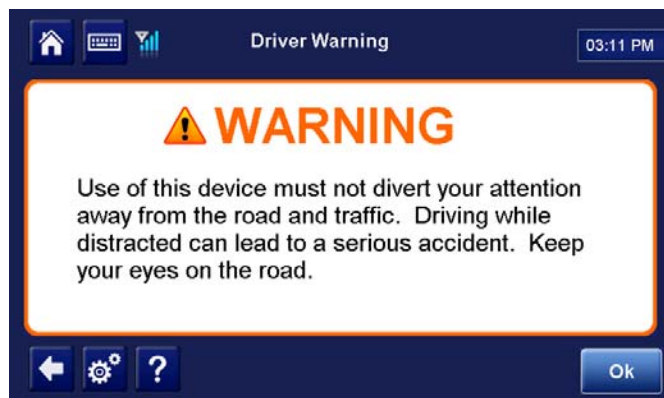 Driver Warning
03:11 PM
WARNING
Use of this device must not divert your attention
away from the road and traffic.  Driving while
distracted can lead to a serious accident.  Keep
your eyes on the road.
?
Ok